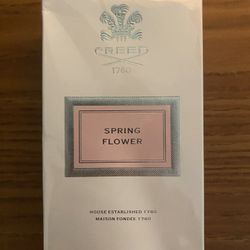 CREED
1760
SPRING
FLOWER
HOUSE ESTABLISHED 1760
MAISON FONDÉE 1760